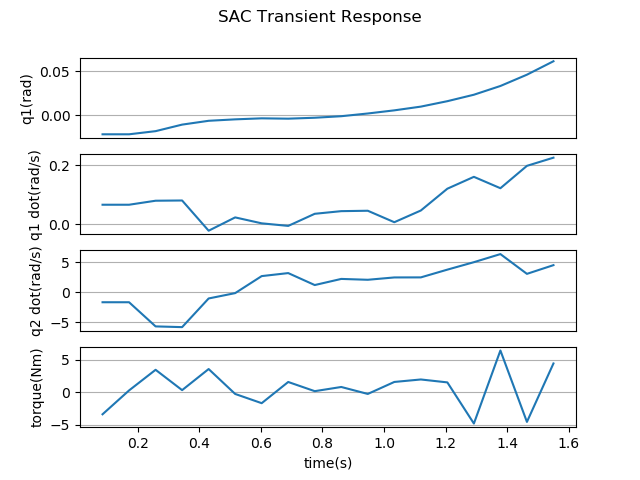 SAC Transient Response
q1(rad)
0.05
0.00
q1 dot(rad/s)
0.2
0.0
q2 dot(rad/s)
5
0
−5
torque(Nm)
5
0
−5
0.2 0.4 0.6 0.8 1.0 1.2 1.4 1.6
time(s)